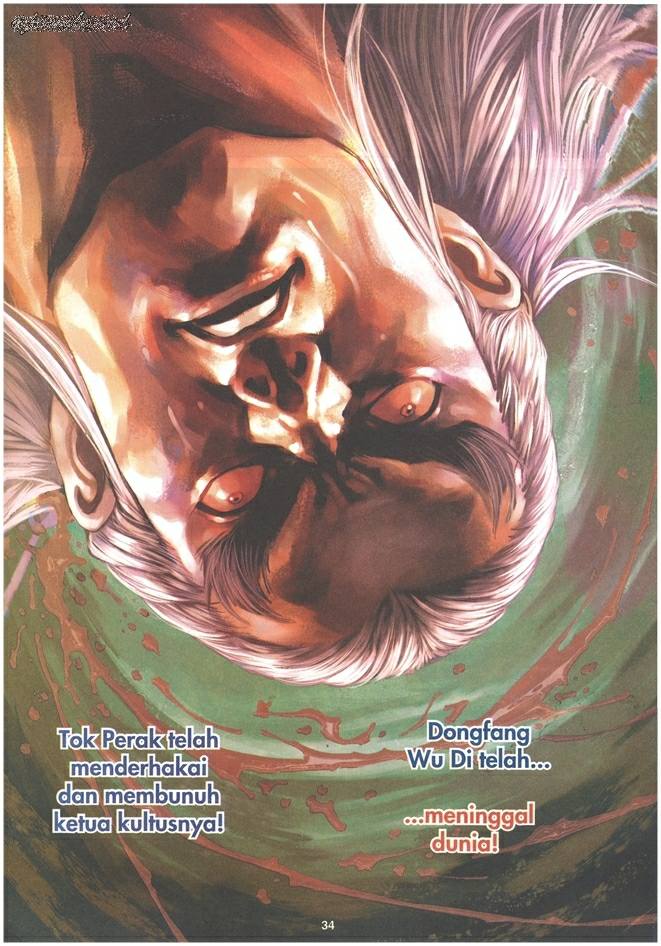 Tok Perak telah
menderhakai
dan membunuh
ketua kultusnya!
Dongfang
Wu Di telah...
...meninggal
dunia!
34